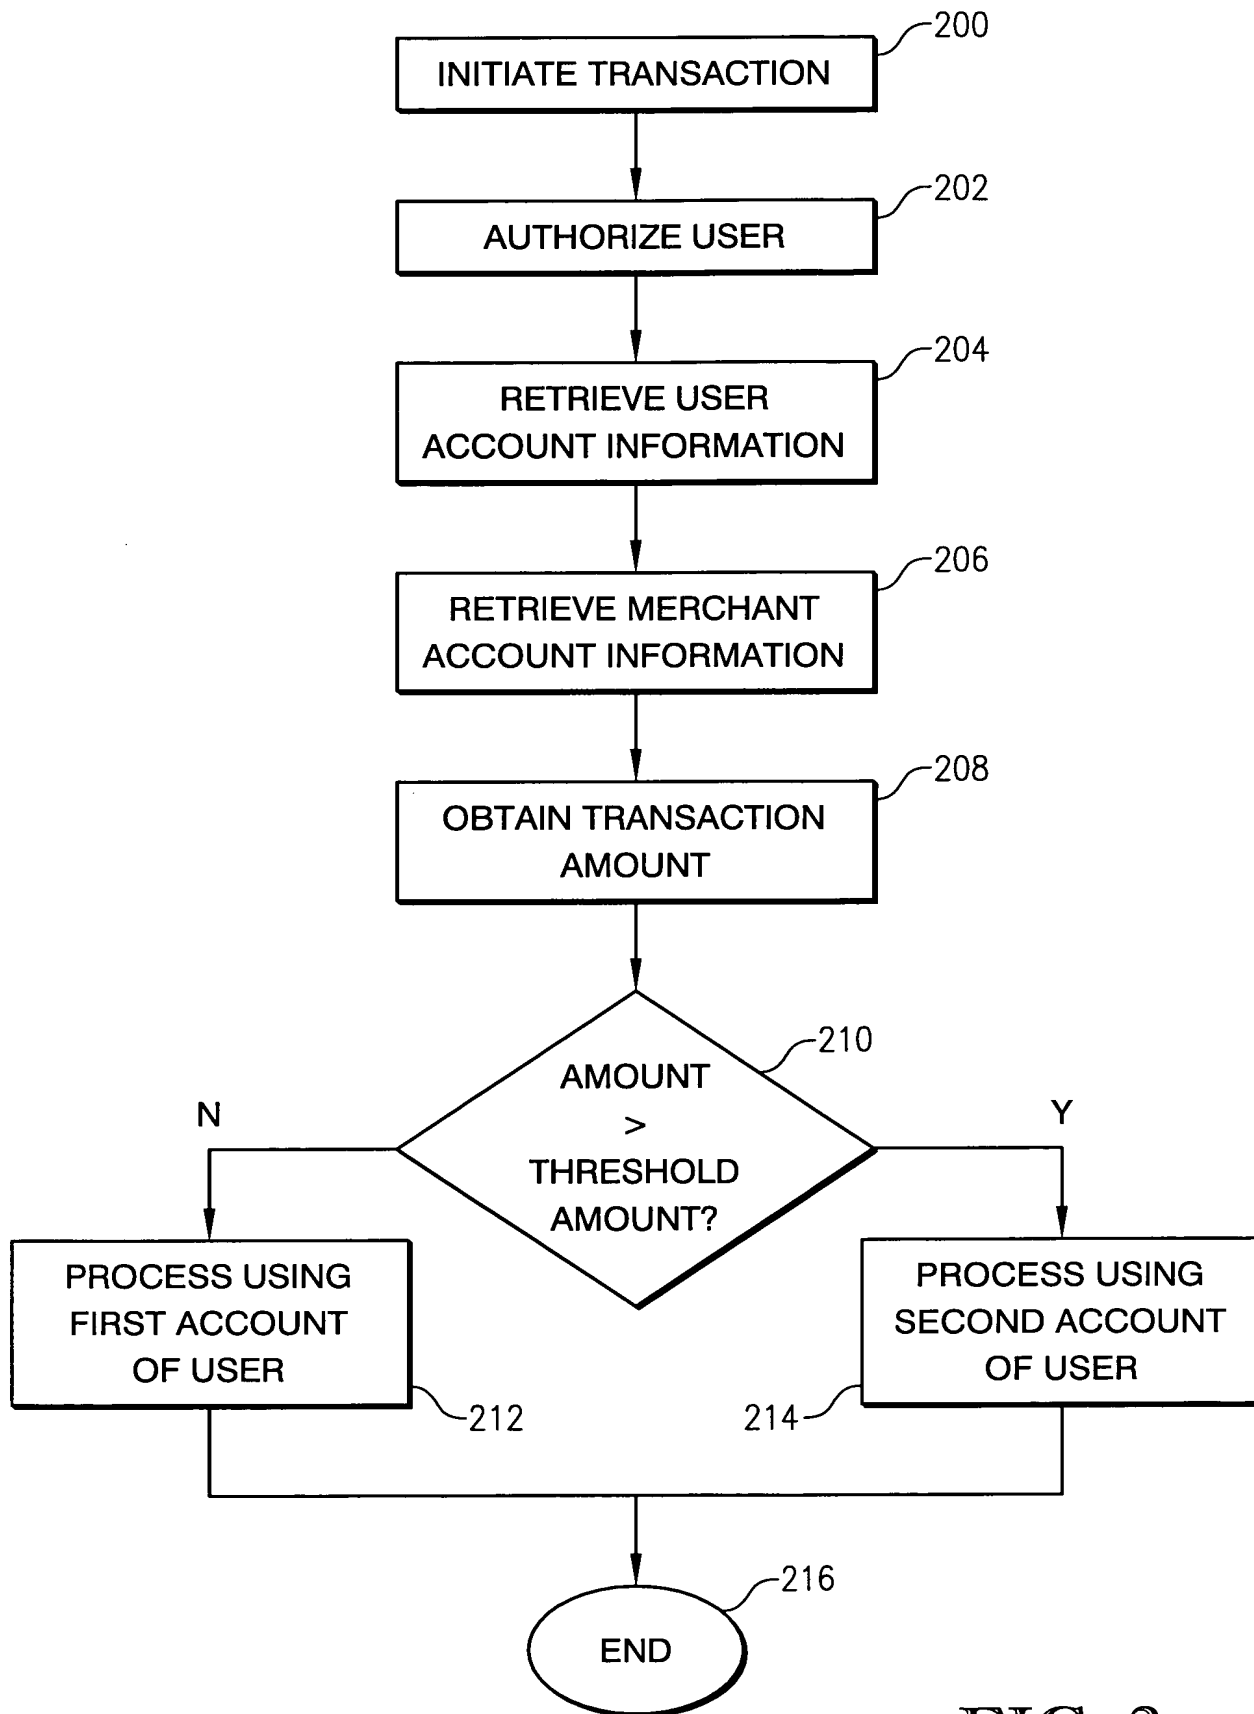 200
INITIATE TRANSACTION
202
AUTHORIZE USER
204
RETRIEVE USER
ACCOUNT INFORMATION
206
RETRIEVE MERCHANT
ACCOUNT INFORMATION
208
OBTAIN TRANSACTION
AMOUNT
210
AMOUNT
>
THRESHOLD
AMOUNT?
N
Y
PROCESS USING
FIRST ACCOUNT
OF USER
212
PROCESS USING
SECOND ACCOUNT
OF USER
214
216
END
FIG.